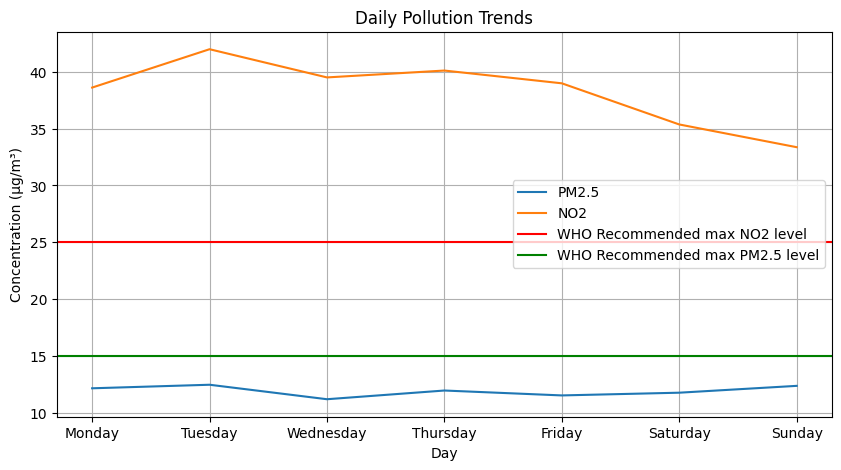 Daily Pollution Trends
Concentration (µg/m³)
40
35
30
25
20
15
10
PM2.5
NO2
WHO Recommended max NO2 level
WHO Recommended max PM2.5 level
Monday Tuesday Wednesday Thursday Friday Saturday Sunday
Day